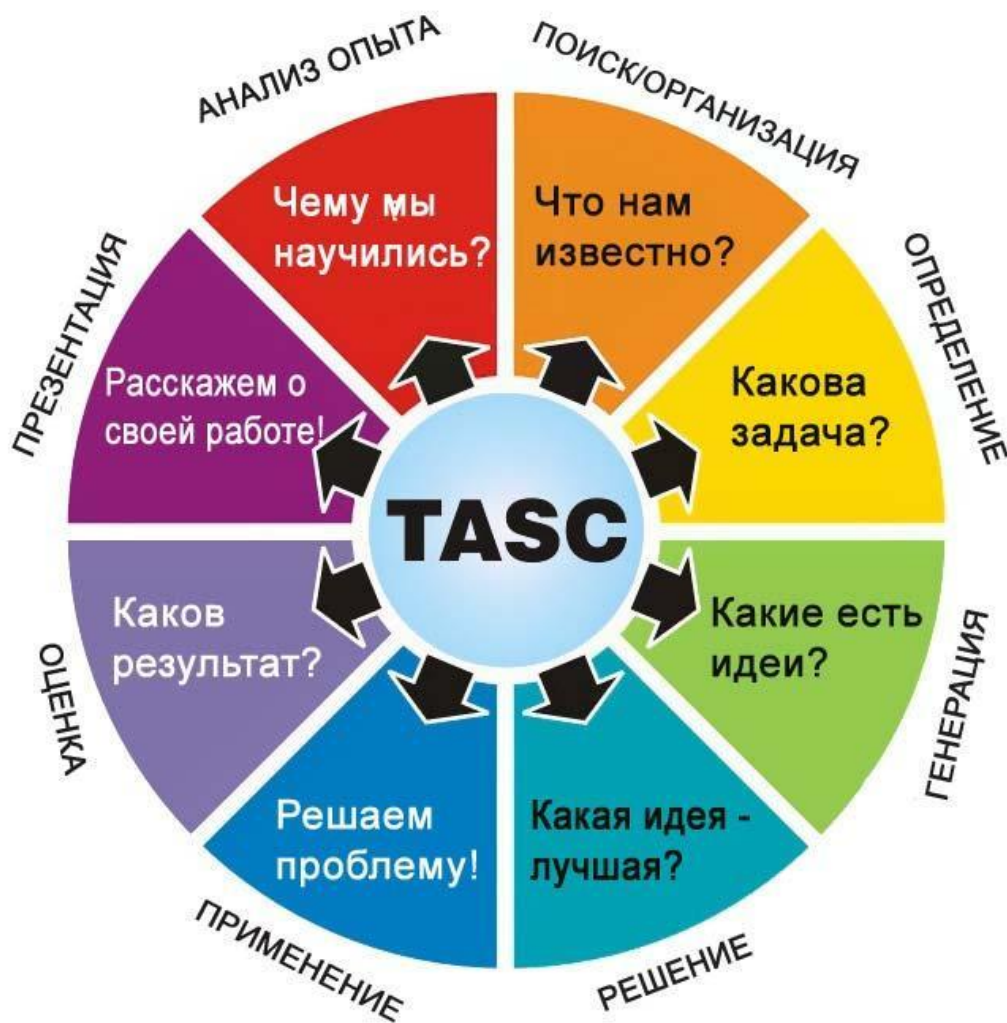 ПОИСК/ОРГАНИЗАЦИЯ
Что нам
известно?
ОПРЕДЕЛЕНИЕ
Какова
задача?
ГЕНЕРАЦИЯ
Какие есть
идеи?
РЕШЕНИЕ
Какая идея -
лучшая?
ПРИМЕНЕНИЕ
Решаем
проблему!
ОЦЕНКА
Каков
результат?
ПРЕЗЕНТАЦИЯ
Расскажем о
своей работе!
АНАЛИЗ ОПЫТА
Чему мы
научились?
TASC